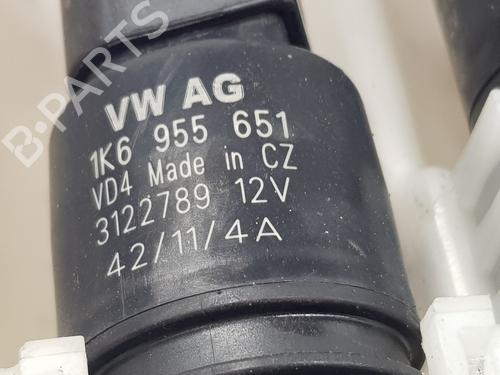 B-PARTS
VW AG
1K6 955 651
VD4 Made in CZ
3122789 12V
42/11/4A